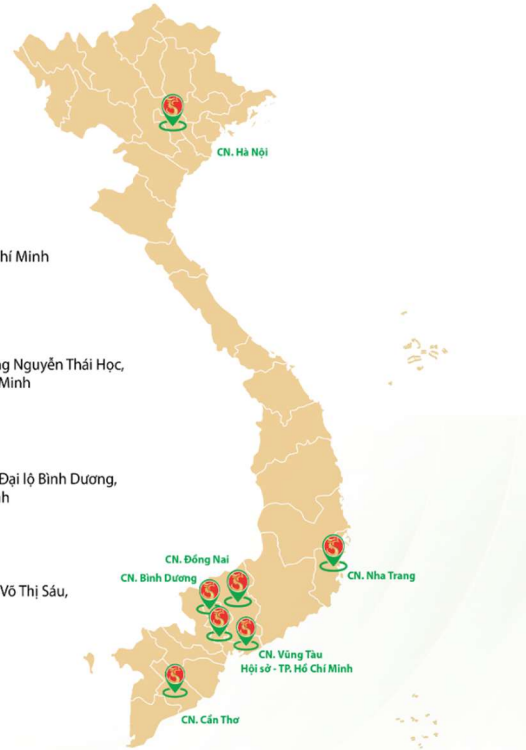 CN. Hà Nội
hí Minh
g Nguyễn Thái Học,
Minh
Đại lộ Bình Dương,
h
CN. Đồng Nai
CN. Bình Dương
CN. Nha Trang
Võ Thị Sáu,
CN. Vũng Tàu
Hội sở - TP. Hồ Chí Minh
CN. Cần Thơ